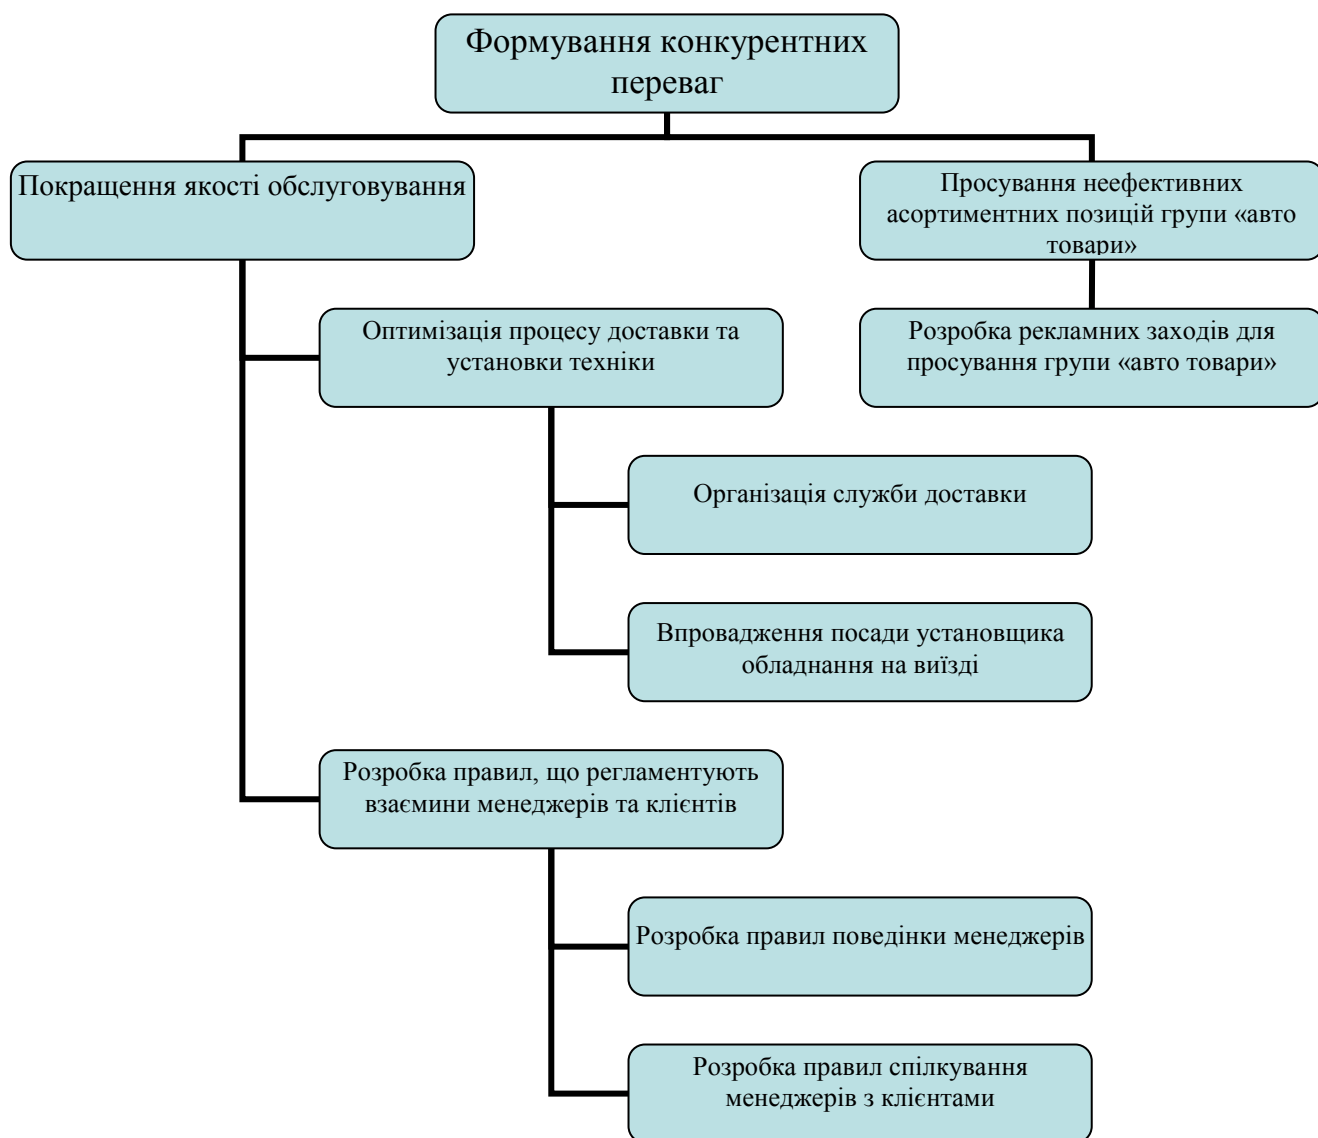 Формування конкурентних
переваг
Покращення якості обслуговування
Просування неефективних
асортиментних позицій групи «авто
товари»
Оптимізація процесу доставки та
установки техніки
Розробка рекламних заходів для
просування групи «авто товари»
Організація служби доставки
Впровадження посади установщика
обладнання на виїзді
Розробка правил, що регламентують
взаємини менеджерів та клієнтів
Розробка правил поведінки менеджерів
Розробка правил спілкування
менеджерів з клієнтами